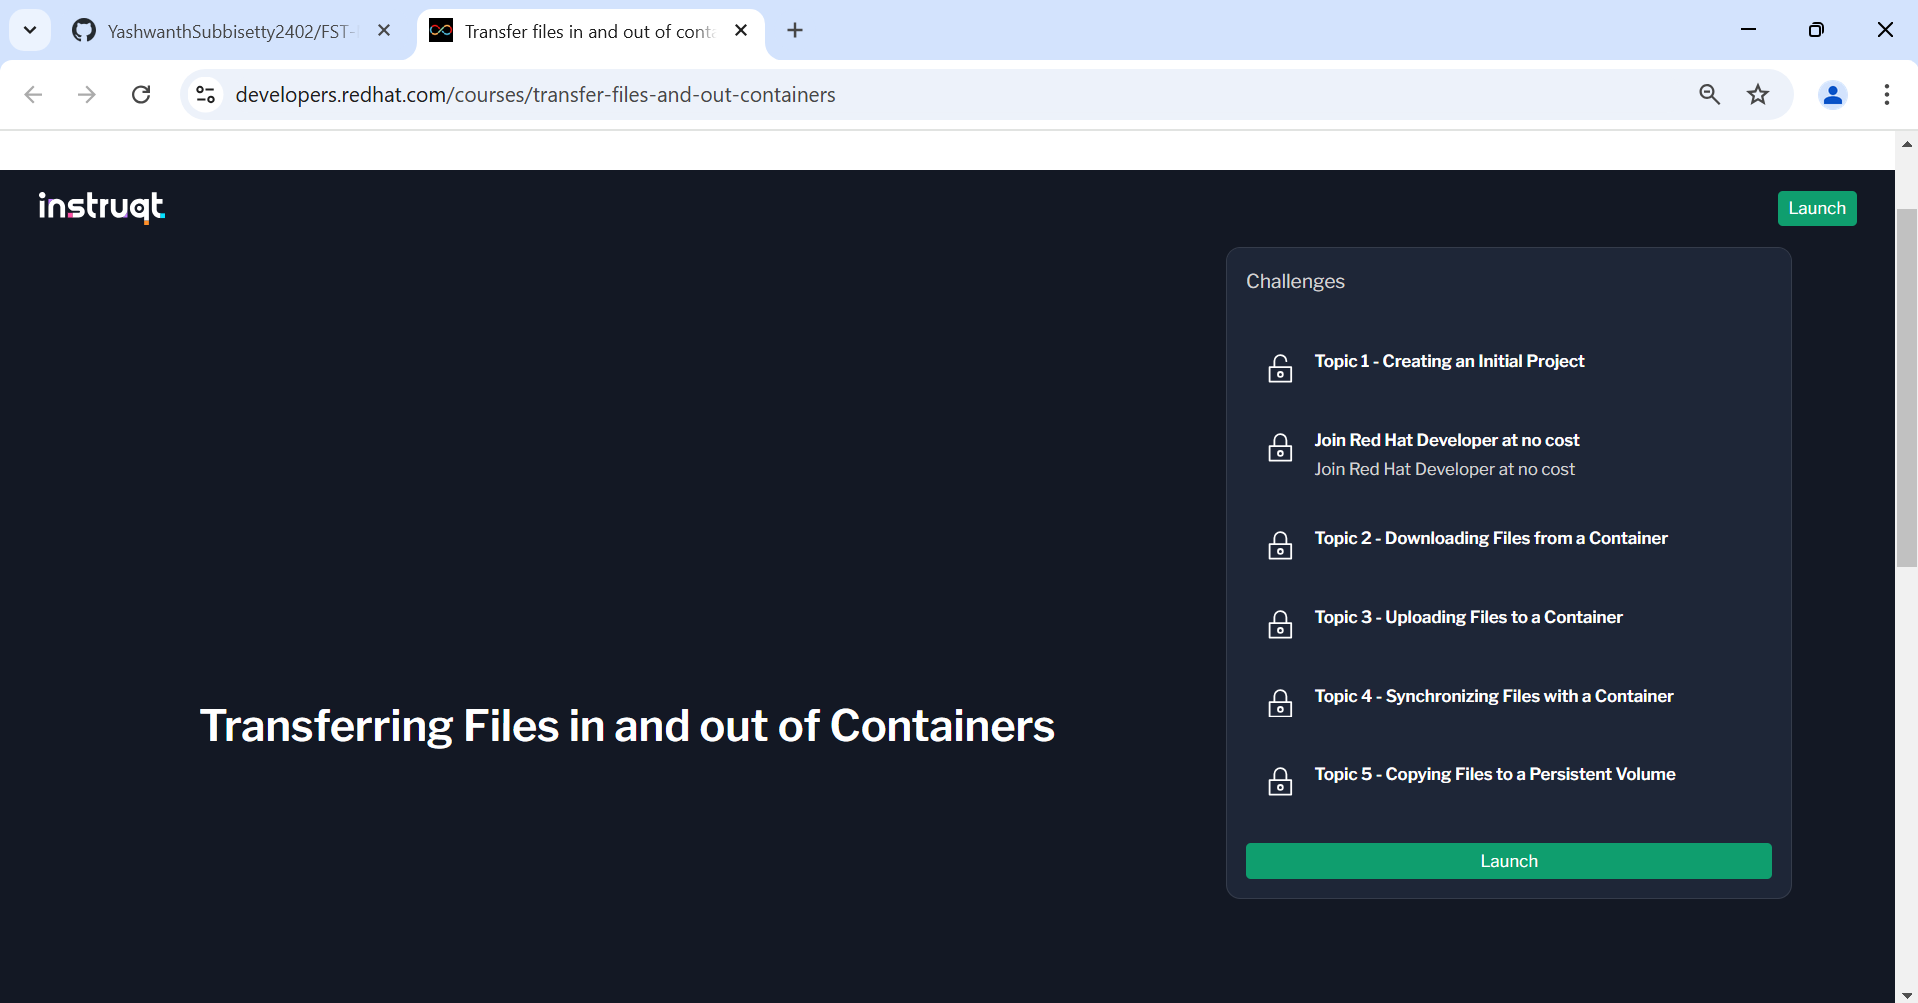 YashwanthSubbisetty2402/FST-
Transfer files in and out of conta
developers.redhat.com/courses/transfer-files-and-out-containers
instruqt
Launch
Challenges
Topic 1 - Creating an Initial Project
Join Red Hat Developer at no cost
Join Red Hat Developer at no cost
Topic 2 - Downloading Files from a Container
Topic 3 - Uploading Files to a Container
Topic 4 - Synchronizing Files with a Container
Topic 5 - Copying Files to a Persistent Volume
Launch
Transferring Files in and out of Containers